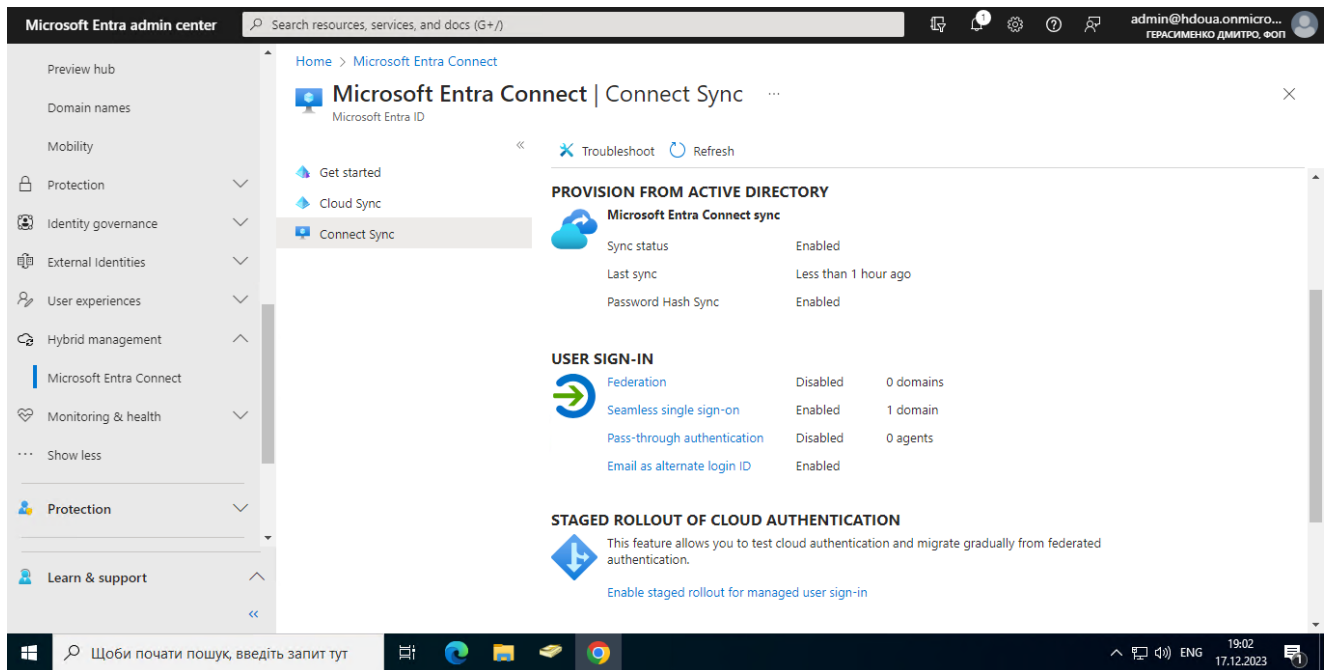 Microsoft Entra admin center
Search resources, services, and docs (G+/)
1
admin@hdoua.onmicro...
ГЕРАСИМЕНКО ДМИТРО, ФОП
Preview hub
Domain names
Mobility
Protection
Identity governance
External Identities
User experiences
Hybrid management
Microsoft Entra Connect
Monitoring & health
Show less
Protection
Learn & support
Home > Microsoft Entra Connect
Microsoft Entra Connect | Connect Sync ...
Microsoft Entra ID
Get started
Cloud Sync
Connect Sync
Troubleshoot Refresh
PROVISION FROM ACTIVE DIRECTORY
Microsoft Entra Connect sync
Sync status Enabled
Last sync Less than 1 hour ago
Password Hash Sync Enabled
USER SIGN-IN
Federation Disabled 0 domains
Seamless single sign-on Enabled 1 domain
Pass-through authentication Disabled 0 agents
Email as alternate login ID Enabled
STAGED ROLLOUT OF CLOUD AUTHENTICATION
This feature allows you to test cloud authentication and migrate gradually from federated
authentication.
Enable staged rollout for managed user sign-in
Щоби почати пошук, введіть запит тут
ENG
19:02
17.12.2023
1